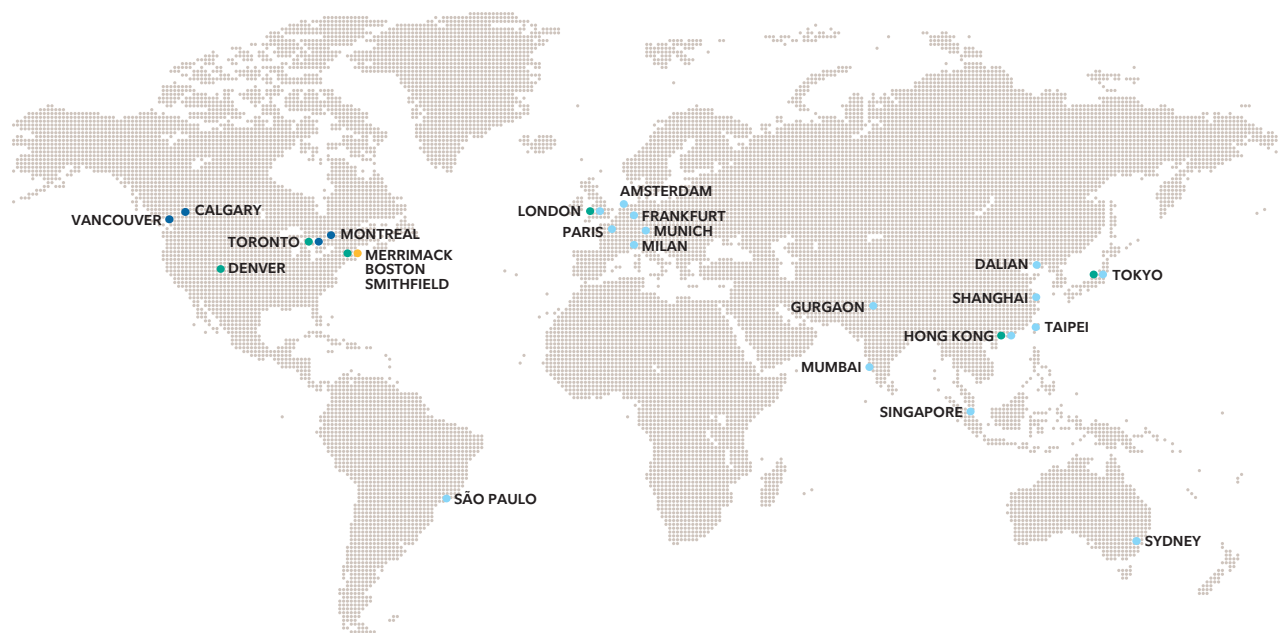 AMSTERDAM
VANCOUVER
CALGARY
LONDON
FRANKFURT
PARIS
MUNICH
TORONTO
MONTREAL
MILAN
MERRIMACK
BOSTON
SMITHFIELD
DENVER
DALIAN
TOKYO
SHANGHAI
GURGAON
TAIPEI
HONG KONG
MUMBAI
SINGAPORE
SÃO PAULO
SYDNEY